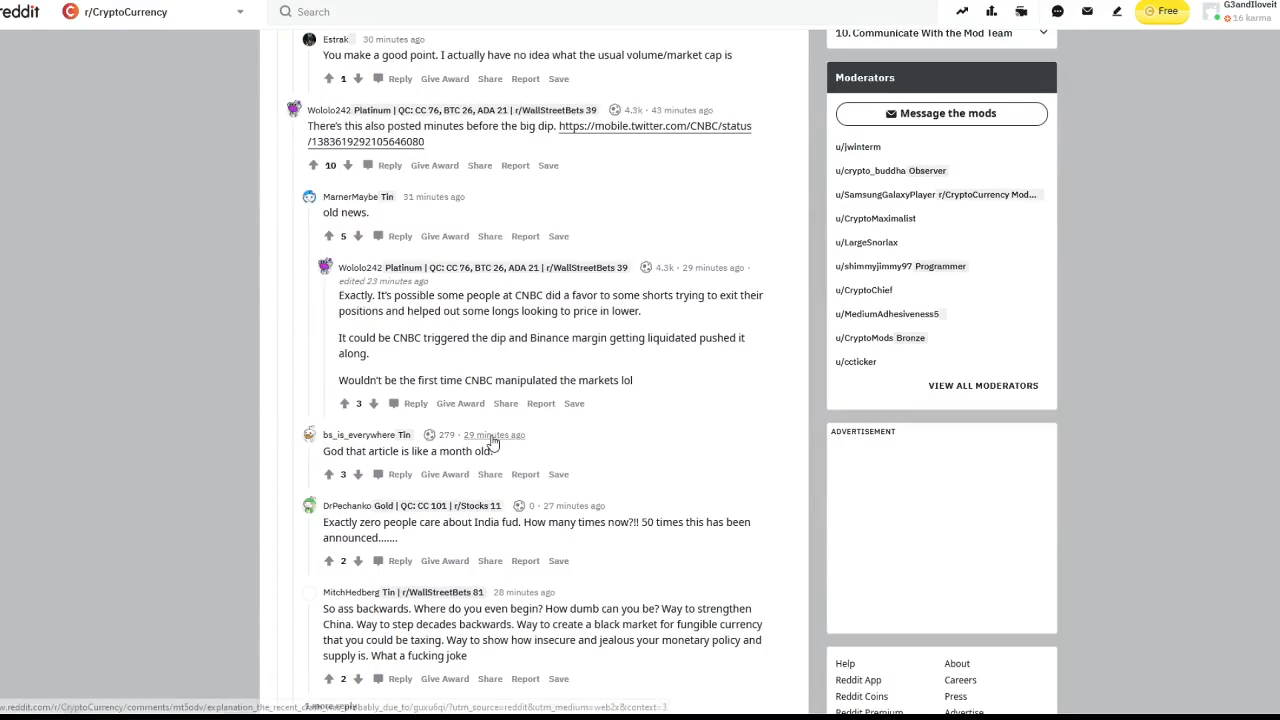 reddit
r/CryptoCurrency
Search
Free
G3andIloveit
16 karma
Estrak 30 minutes ago
You make a good point. I actually have no idea what the usual volume/market cap is
1 Reply Give Award Share Report Save
Wololo242 Platinum | QC: CC 76, BTC 26, ADA 21 | r/WallStreetBets 39 4.3k · 43 minutes ago
There's this also posted minutes before the big dip. https://mobile.twitter.com/CNBC/status
/1383619292105646080
10 Reply Give Award Share Report Save
MarnerMaybe Tin 31 minutes ago
old news.
5 Reply Give Award Share Report Save
Wololo242 Platinum | QC: CC 76, BTC 26, ADA 21 | r/WallStreetBets 39 4.3k · 29 minutes ago ·
edited 23 minutes ago
Exactly. It's possible some people at CNBC did a favor to some shorts trying to exit their
positions and helped out some longs looking to price in lower.
It could be CNBC triggered the dip and Binance margin getting liquidated pushed it
along.
Wouldn't be the first time CNBC manipulated the markets lol
3 Reply Give Award Share Report Save
bs_is_everywhere Tin 279 · 29 minutes ago
God that article is like a month old.
3 Reply Give Award Share Report Save
DrPechanko Gold | QC: CC 101 | r/Stocks 11 0 · 27 minutes ago
Exactly zero people care about India fud. How many times now?!! 50 times this has been
announced.......
2 Reply Give Award Share Report Save
MitchHedberg Tin | r/WallStreetBets 81 28 minutes ago
So ass backwards. Where do you even begin? How dumb can you be? Way to strengthen
China. Way to step decades backwards. Way to create a black market for fungible currency
that you could be taxing. Way to show how insecure and jealous your monetary policy and
supply is. What a fucking joke
2 Reply Give Award Share Report Save
10. Communicate With the Mod Team
Moderators
Message the mods
u/jwinterm
u/crypto_buddha Observer
u/SamsungGalaxyPlayer r/CryptoCurrency Mod...
u/CryptoMaximalist
u/LargeSnorlax
u/shimmyjimmy97 Programmer
u/CryptoChief
u/MediumAdhesiveness5
u/CryptoMods Bronze
u/ccticker
VIEW ALL MODERATORS
ADVERTISEMENT
Help About
Reddit App Careers
Reddit Coins Press
Reddit Premium Advertise